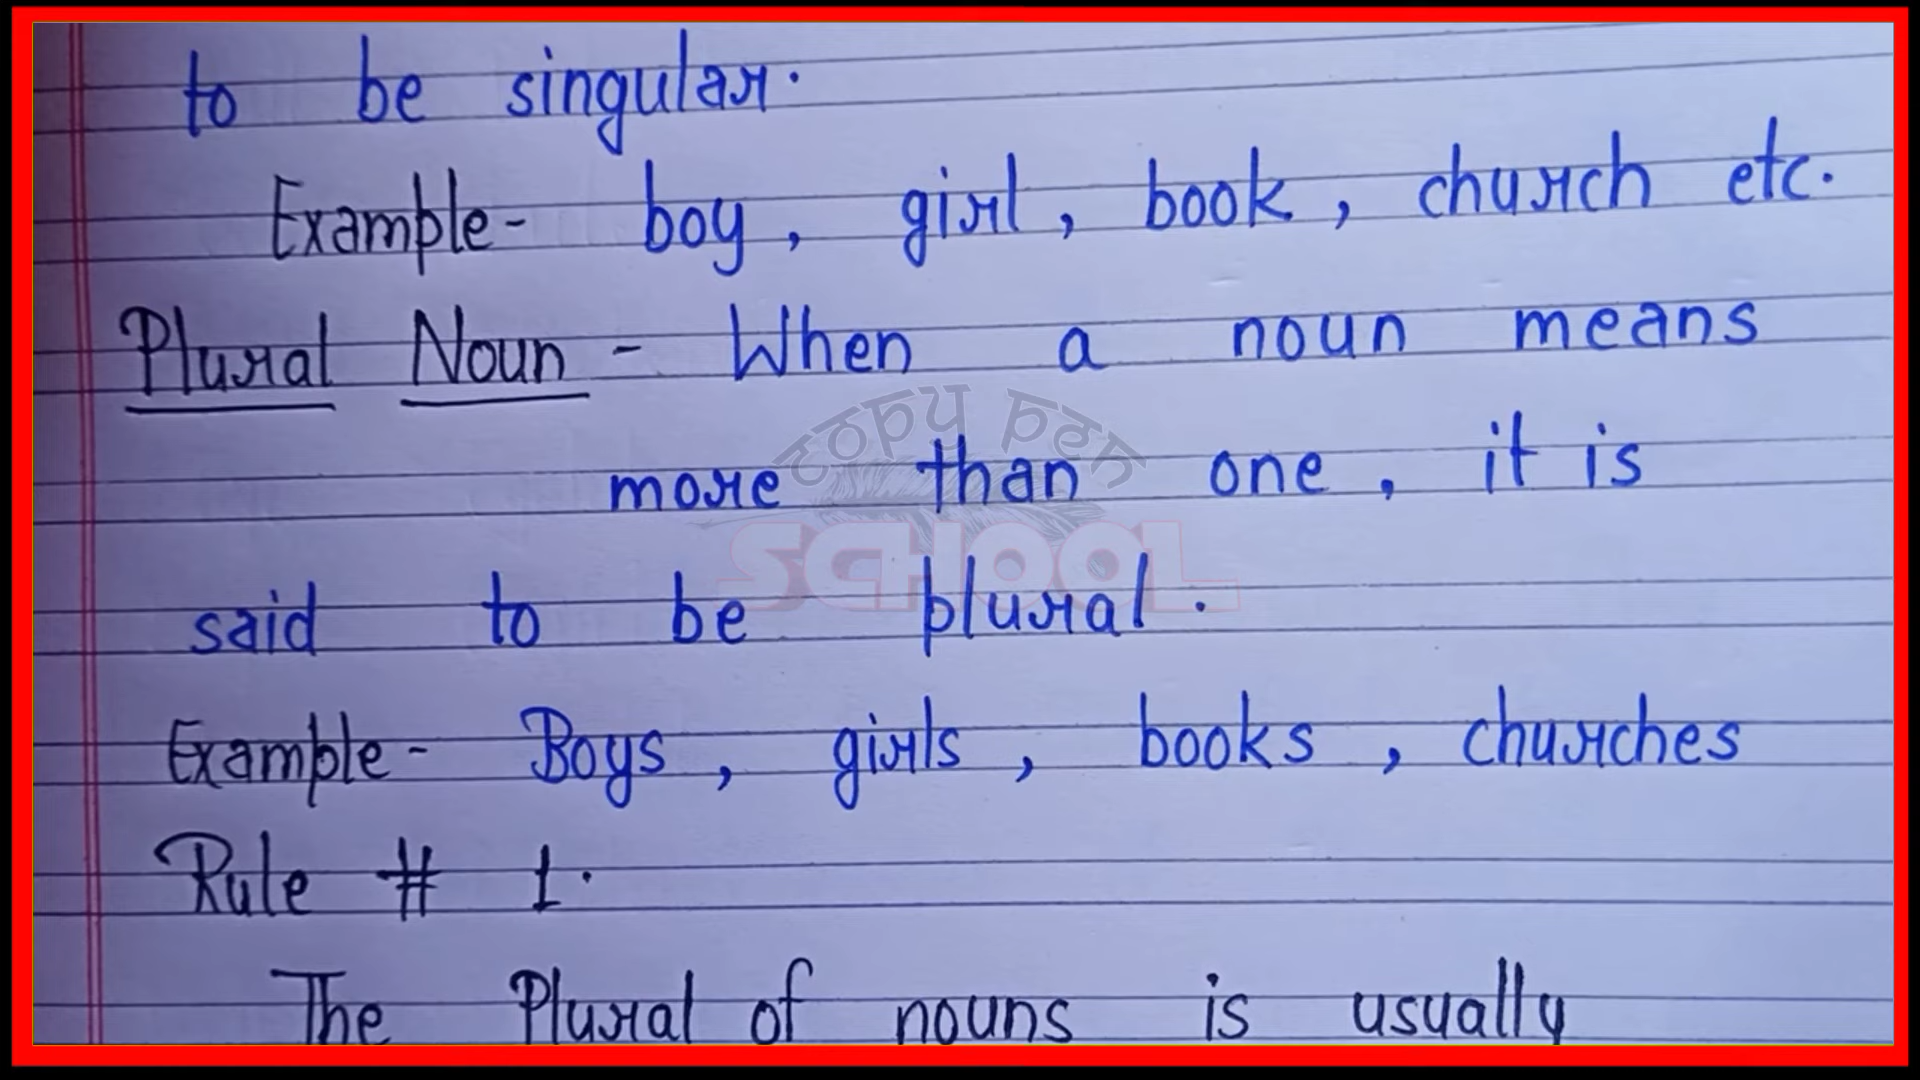 to be singular.
Example- boy, girl, book, church etc.
Plural Noun - When a noun means
more than one, it is
said to be plural.
Example- Boys, girls, books, churches
Rule # 1.
The Plural of nouns is usually
कॉपी पेन
SCHOOL